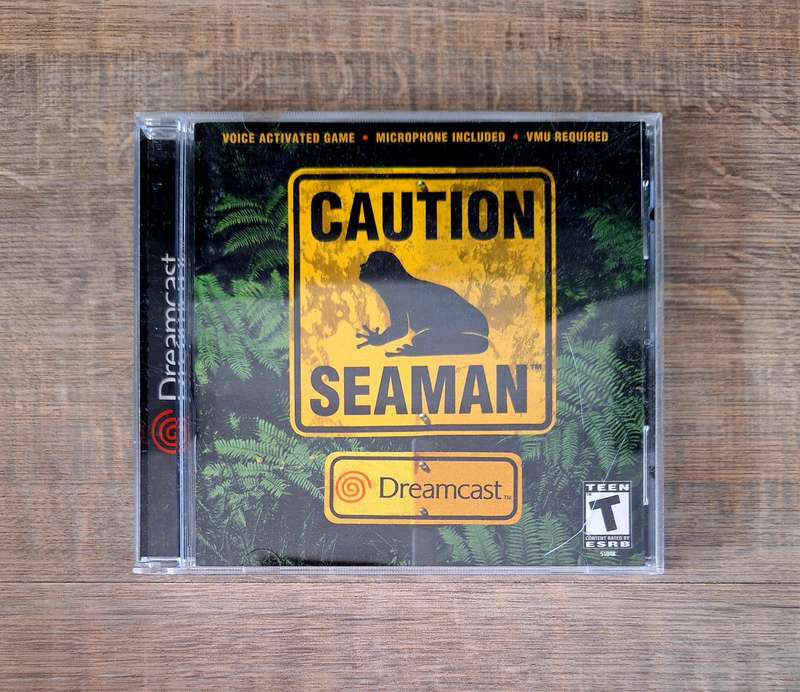 VOICE ACTIVATED GAME • MICROPHONE INCLUDED • VMU REQUIRED
CAUTION
SEAMAN™
Dreamcast™
Dreamcast
TEEN
T
CONTENT RATED BY
ESRB